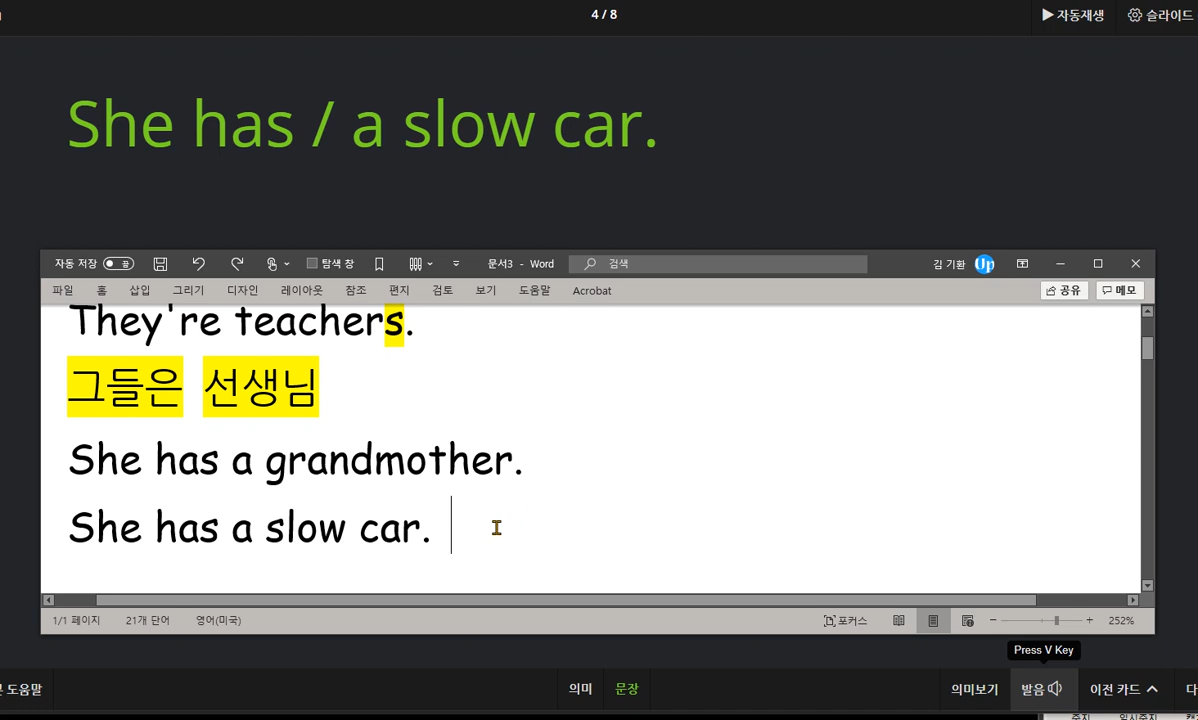 4 / 8
자동재생
슬라이드
She has / a slow car.
자동 저장 끔
탐색 창
문서3 - Word
검색
김 기환
Up
파일 홈 삽입 그리기 디자인 레이아웃 참조 편지 검토 보기 도움말 Acrobat
공유
메모
They're teachers.
그들은 선생님
She has a grandmother.
She has a slow car.
1/1 페이지 21개 단어 영어(미국)
포커스
252%
Press V Key
도움말
의미
문장
의미보기
발음
이전 카드
다